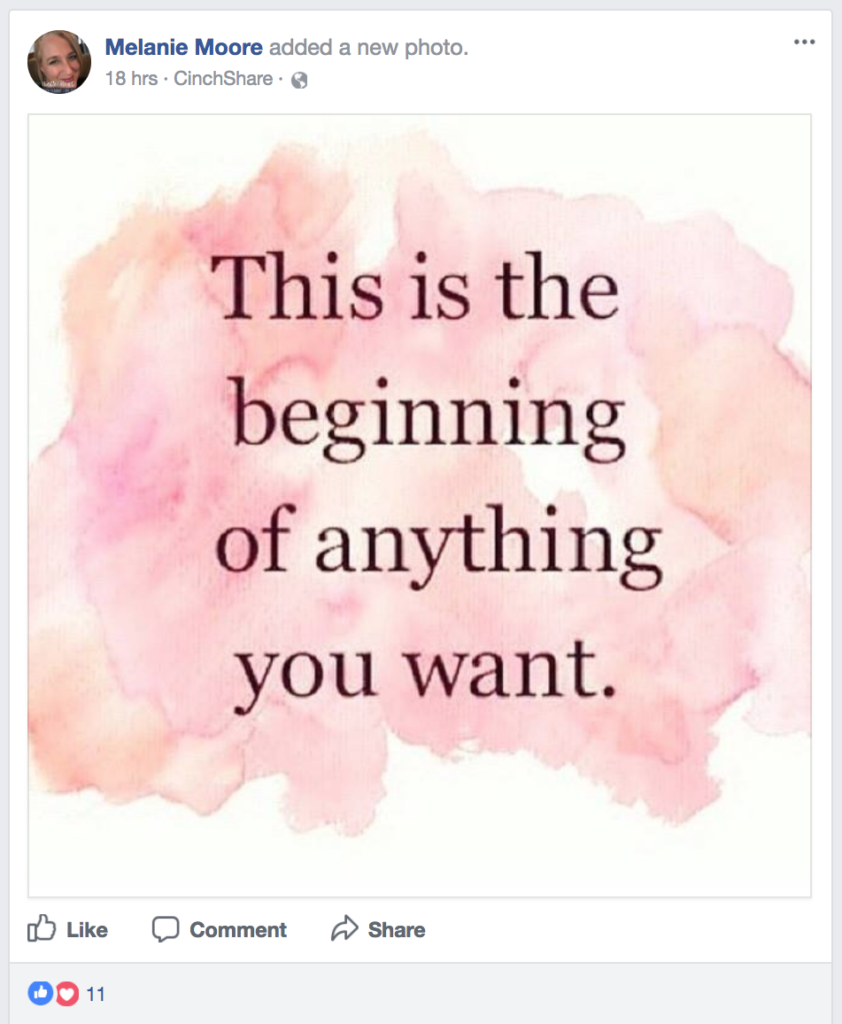 Melanie Moore added a new photo.
18 hrs · CinchShare ·
This is the
beginning
of anything
you want.
Like Comment Share
11